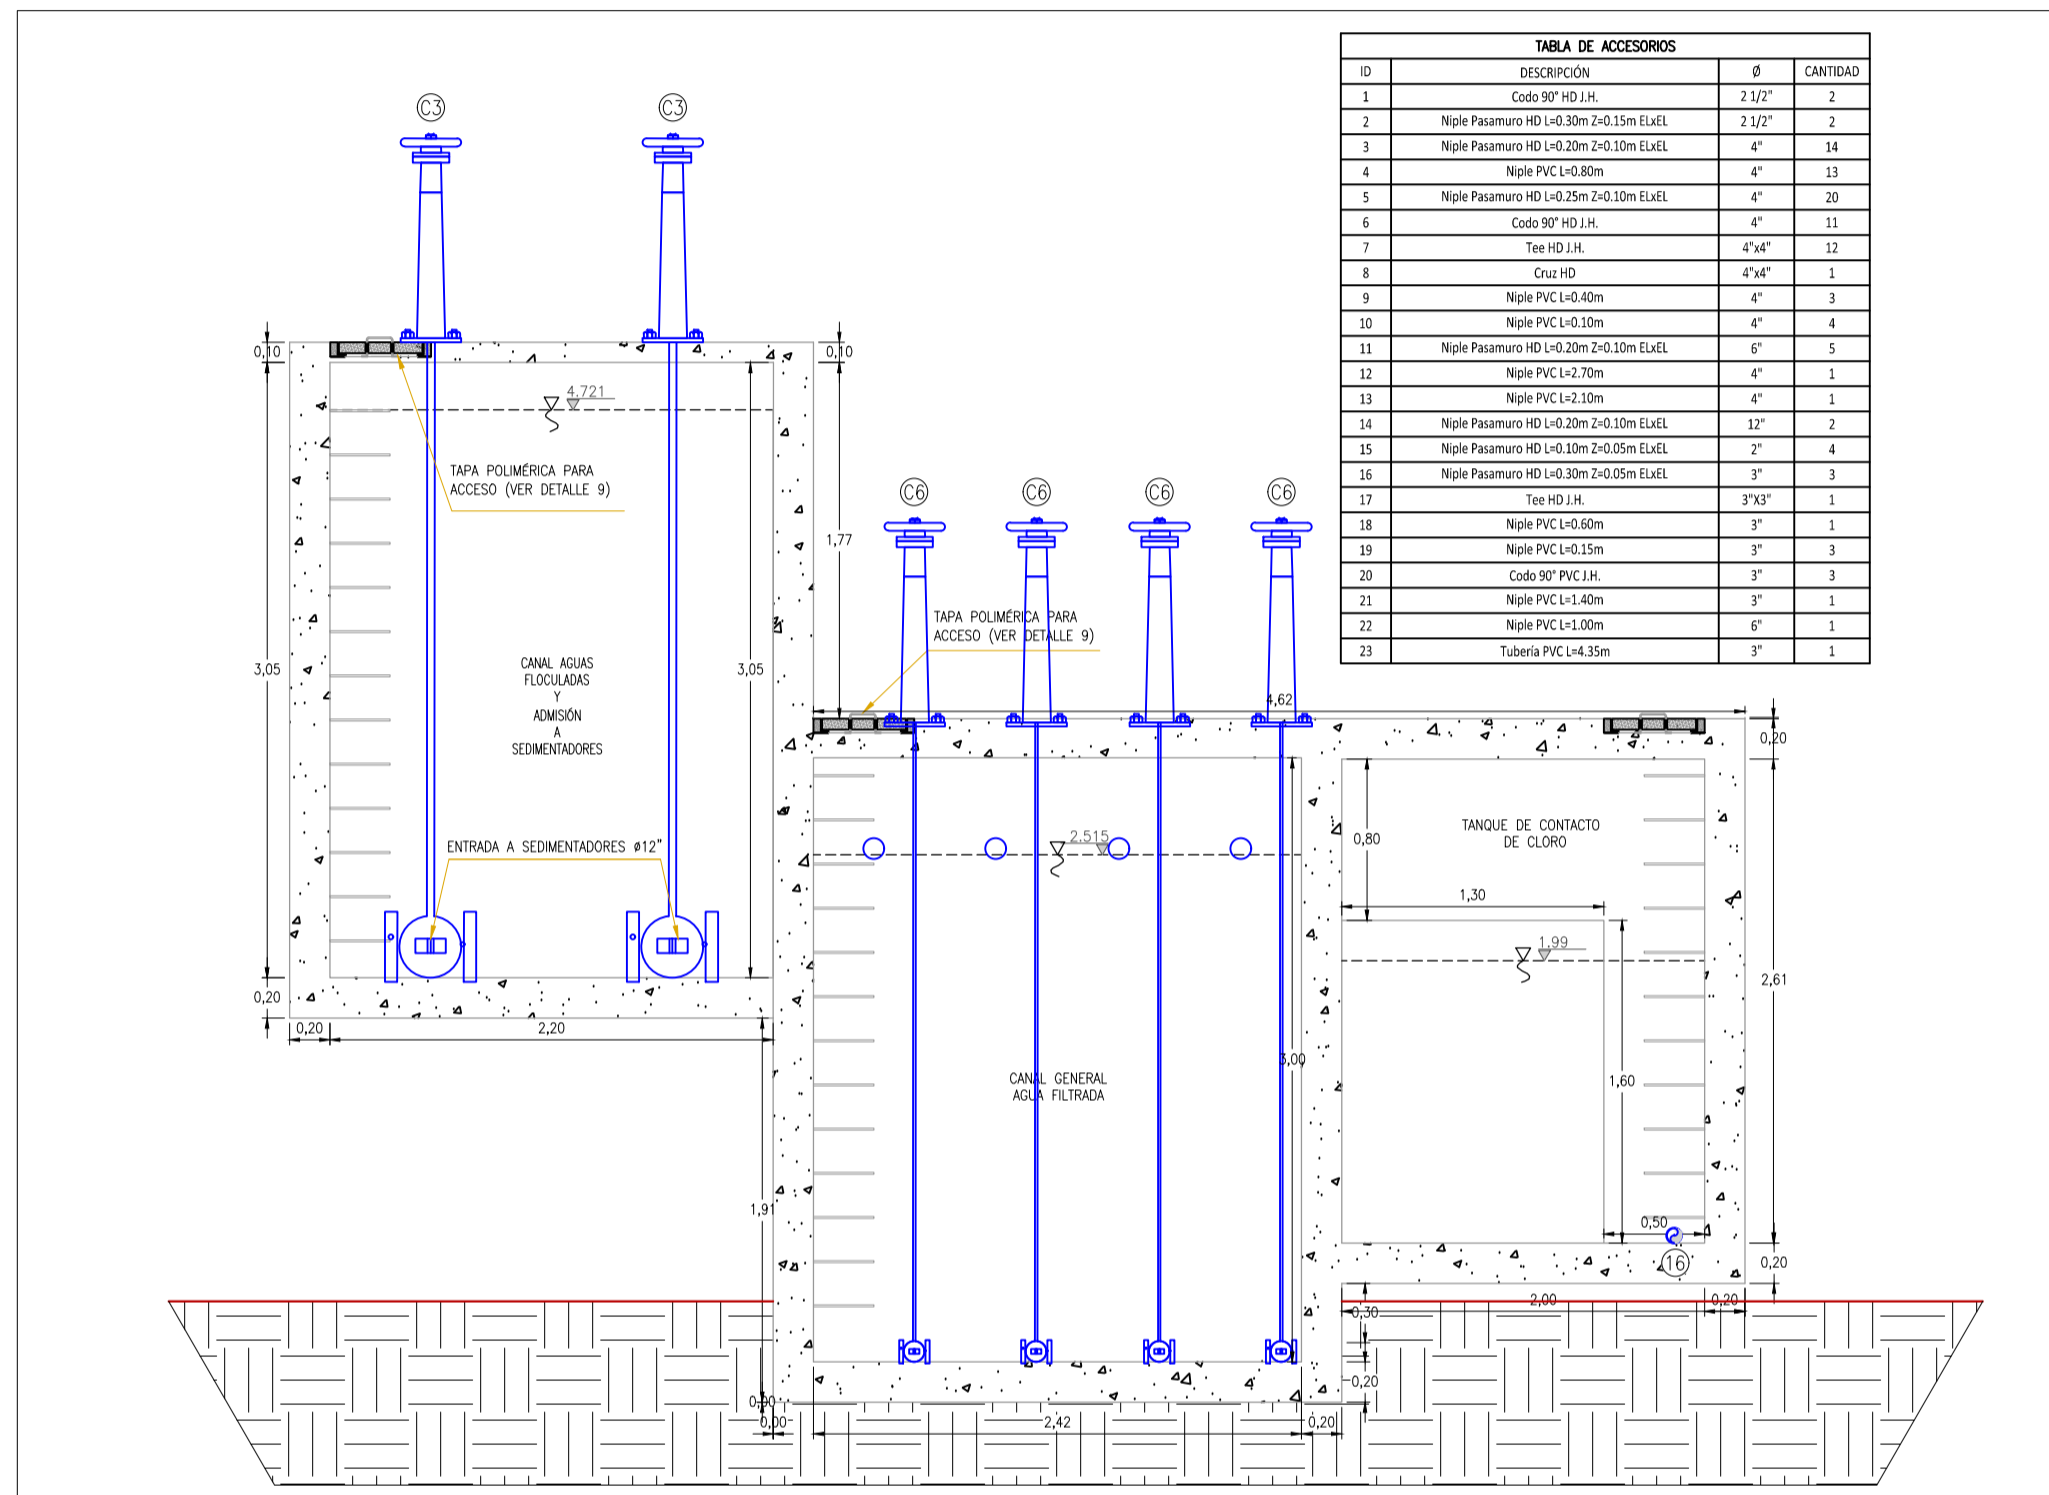 TABLA DE ACCESORIOS
ID DESCRIPCIÓN Ø CANTIDAD
1 Codo 90° HD J.H. 2 1/2" 2
2 Niple Pasamuro HD L=0.30m Z=0.15m ELxEL 2 1/2" 2
3 Niple Pasamuro HD L=0.20m Z=0.10m ELxEL 4" 14
4 Niple PVC L=0.80m 4" 13
5 Niple Pasamuro HD L=0.25m Z=0.10m ELxEL 4" 20
6 Codo 90° HD J.H. 4" 11
7 Tee HD J.H. 4"x4" 12
8 Cruz HD 4"x4" 1
9 Niple PVC L=0.40m 4" 3
10 Niple PVC L=0.10m 4" 4
11 Niple Pasamuro HD L=0.20m Z=0.10m ELxEL 6" 5
12 Niple PVC L=2.70m 4" 1
13 Niple PVC L=2.10m 4" 1
14 Niple Pasamuro HD L=0.20m Z=0.10m ELxEL 12" 2
15 Niple Pasamuro HD L=0.10m Z=0.05m ELxEL 2" 4
16 Niple Pasamuro HD L=0.30m Z=0.05m ELxEL 3" 3
17 Tee HD J.H. 3"X3" 1
18 Niple PVC L=0.60m 3" 1
19 Niple PVC L=0.15m 3" 3
20 Codo 90° PVC J.H. 3" 3
21 Niple PVC L=1.40m 3" 1
22 Niple PVC L=1.00m 6" 1
23 Tubería PVC L=4.35m 3" 1
C3 C3
0,10 0,10
4.721
TAPA POLIMÉRICA PARA
ACCESO (VER DETALLE 9)
C6 C6 C6 C6
1,77
TAPA POLIMÉRICA PARA
ACCESO (VER DETALLE 9)
3,05 3,05
CANAL AGUAS
FLOCULADAS
Y
ADMISIÓN
A
SEDIMENTADORES
4,62
0,20
ENTRADA A SEDIMENTADORES ø12"
2.515
0,80
TANQUE DE CONTACTO
DE CLORO
1,30
1.99
2,61
0,20
0,20 2,20
3,00
CANAL GENERAL
AGUA FILTRADA
1,60
1,91
0,50
16
0,20
2,00 0,20
0,30
0,20
0,00
0,00 2,42 0,20